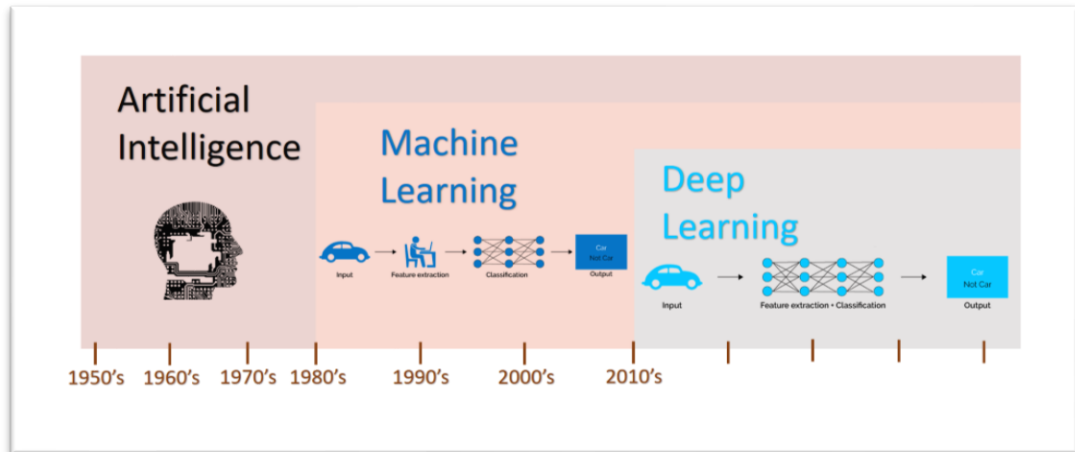 Artificial
Intelligence
Machine
Learning
Deep
Learning
Car
Not Car
Input
Feature extraction
Classification
Output
Car
Not Car
Input
Feature extraction + Classification
Output
1950's
1960's
1970's
1980's
1990's
2000's
2010's